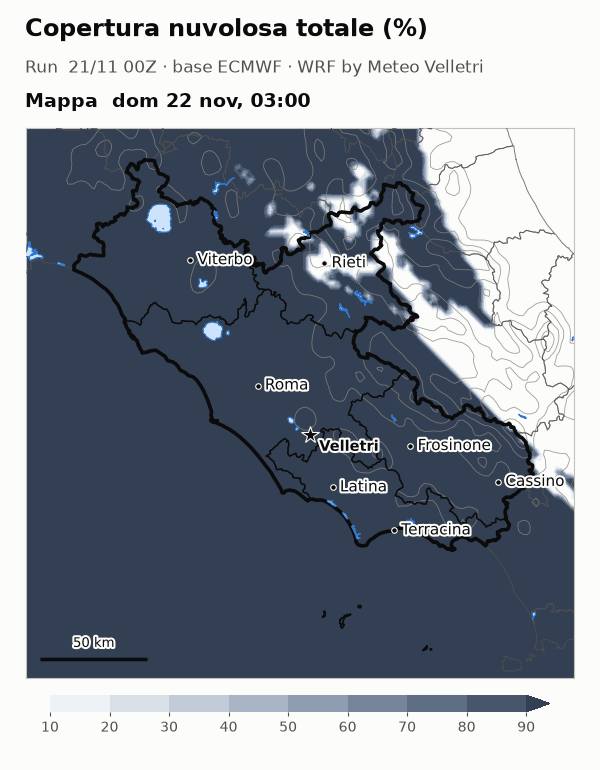 Copertura nuvolosa totale (%)
Run  21/11 00Z · base ECMWF · WRF by Meteo Velletri
Mappa  dom 22 nov, 03:00
Viterbo
Rieti
Roma
Velletri
Frosinone
Latina
Cassino
Terracina
50 km
10 20 30 40 50 60 70 80 90